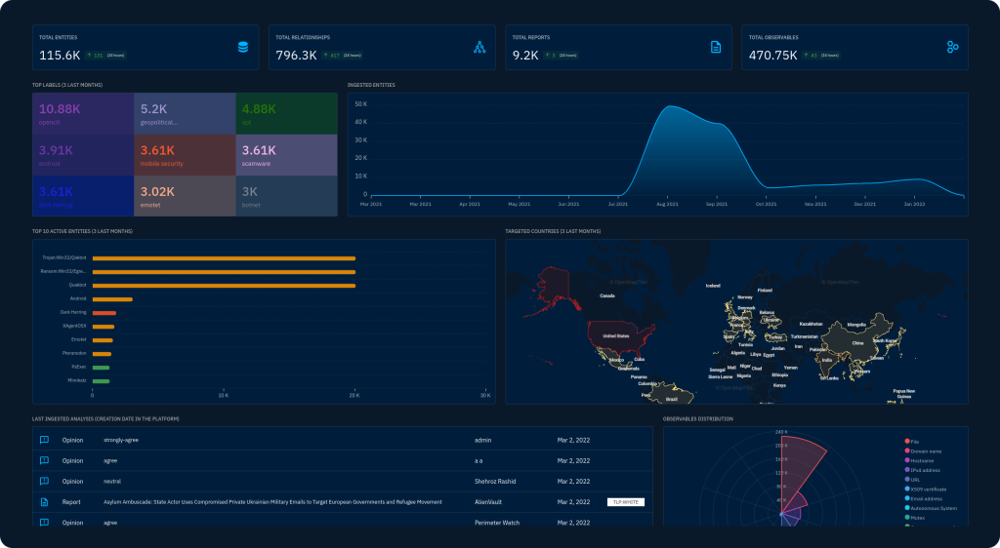 TOTAL ENTITIES
115.6K 131 (24 hours)
TOTAL RELATIONSHIPS
796.3K 617 (24 hours)
TOTAL REPORTS
9.2K 3 (24 hours)
TOTAL OBSERVABLES
470.75K 43 (24 hours)
TOP LABELS (3 LAST MONTHS)
10.88K
5.2K
geopolitical...
4.88K
apt
3.91K
android
3.61K
mobile security
3.61K
scamware
3.61K
3.02K
emotet
3K
botnet
INGESTED ENTITIES
50 K
40 K
30 K
20 K
10 K
0
Mar 2021
Mar 2021
Apr 2021
May 2021
Jun 2021
Jul 2021
Aug 2021
Sep 2021
Oct 2021
Nov 2021
Dec 2021
Jan 2022
TOP 10 ACTIVE ENTITIES (3 LAST MONTHS)
Trojan:Win32/Qakbot
Ransom:Win32/Egre...
Quakbot
Android
Dark Herring
XAgentOSX
Emotet
Pteranodon
PsExec
Mimikatz
0
10 K
20 K
30 K
TARGETED COUNTRIES (3 LAST MONTHS)
© OpenMapTiles
© OpenMapTiles
Iceland
Canada
Finland
Norway
Denmark
Belarus
Ukraine
Belgium
France
Italy
Spain
Turkey
Kazakhstan
Mongolia
United States
Turkmenistan
China
South Korea
Tunisia
Jordan
Iran
Pakistan
Algeria
Libya
Egypt
India
Taiwan
Mexico
Cuba
Guatemala
Panama
Colombia
Peru
Brazil
Senegal
Mali
Niger
Chad
Yemen
Sierra Leone
Nigeria
Ethiopia
Kenya
Vietnam
Sri Lanka
Papua New
Guinea
© OpenMapTiles
LAST INGESTED ANALYSIS (CREATION DATE IN THE PLATFORM)
Opinion strongly-agree admin Mar 2, 2022
Opinion agree a a Mar 2, 2022
Opinion neutral Shehroz Rashid Mar 2, 2022
Report Asylum Ambuscade: State Actor Uses Compromised Private Ukrainian Military Emails to Target European Governments and Refugee Movement AlienVault Mar 2, 2022 TLP:WHITE
Opinion agree Perimeter Watch Mar 2, 2022
OBSERVABLES DISTRIBUTION
240 K
200 K
160 K
120 K
80 K
40 K
File
Domain name
Hostname
IPv4 address
URL
X509 certificate
Email address
Autonomous System
Mutex